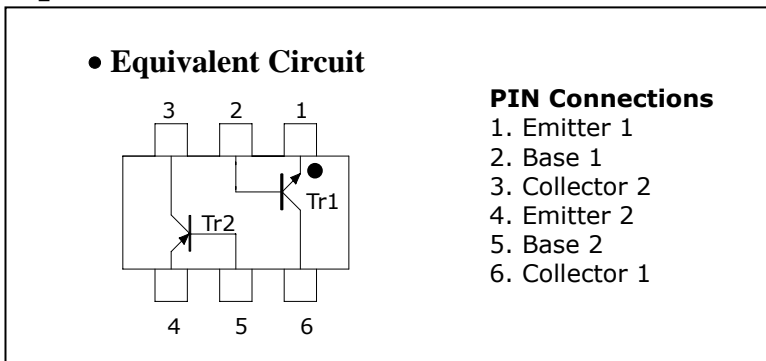 • Equivalent Circuit
3 2 1
Tr1
Tr2
4 5 6
PIN Connections
1. Emitter 1
2. Base 1
3. Collector 2
4. Emitter 2
5. Base 2
6. Collector 1